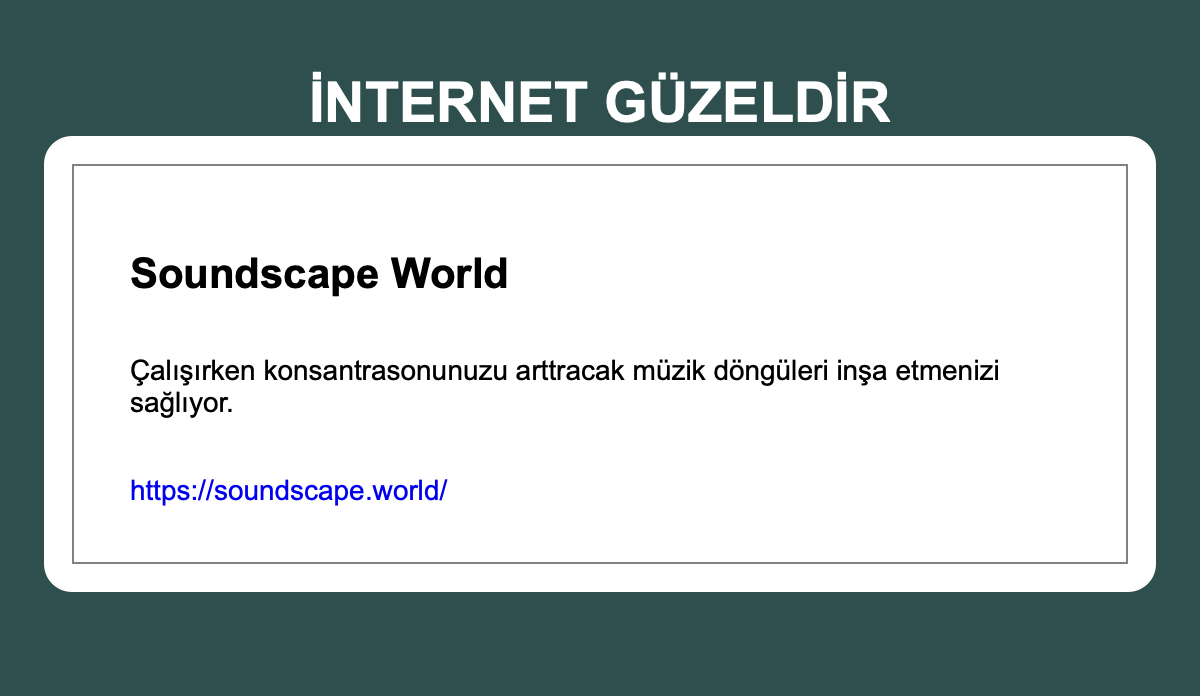 İNTERNET GÜZELDİR
Soundscape World
Çalışırken konsantrasonunuzu arttracak müzik döngüleri inşa etmenizi
sağlıyor.
https://soundscape.world/